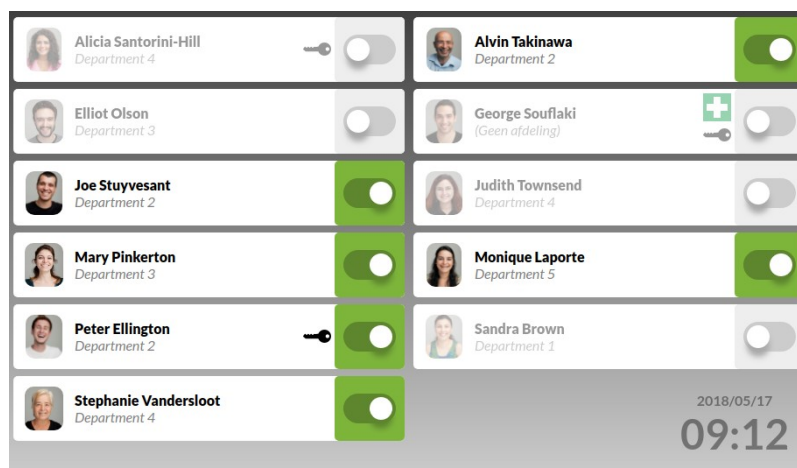 Alicia Santorini-Hill
Department 4
Alvin Takinawa
Department 2
Elliot Olson
Department 3
George Souflaki
(Geen afdeling)
Joe Stuyvesant
Department 2
Judith Townsend
Department 4
Mary Pinkerton
Department 3
Monique Laporte
Department 5
Peter Ellington
Department 2
Sandra Brown
Department 1
Stephanie Vandersloot
Department 4
2018/05/17
09:12